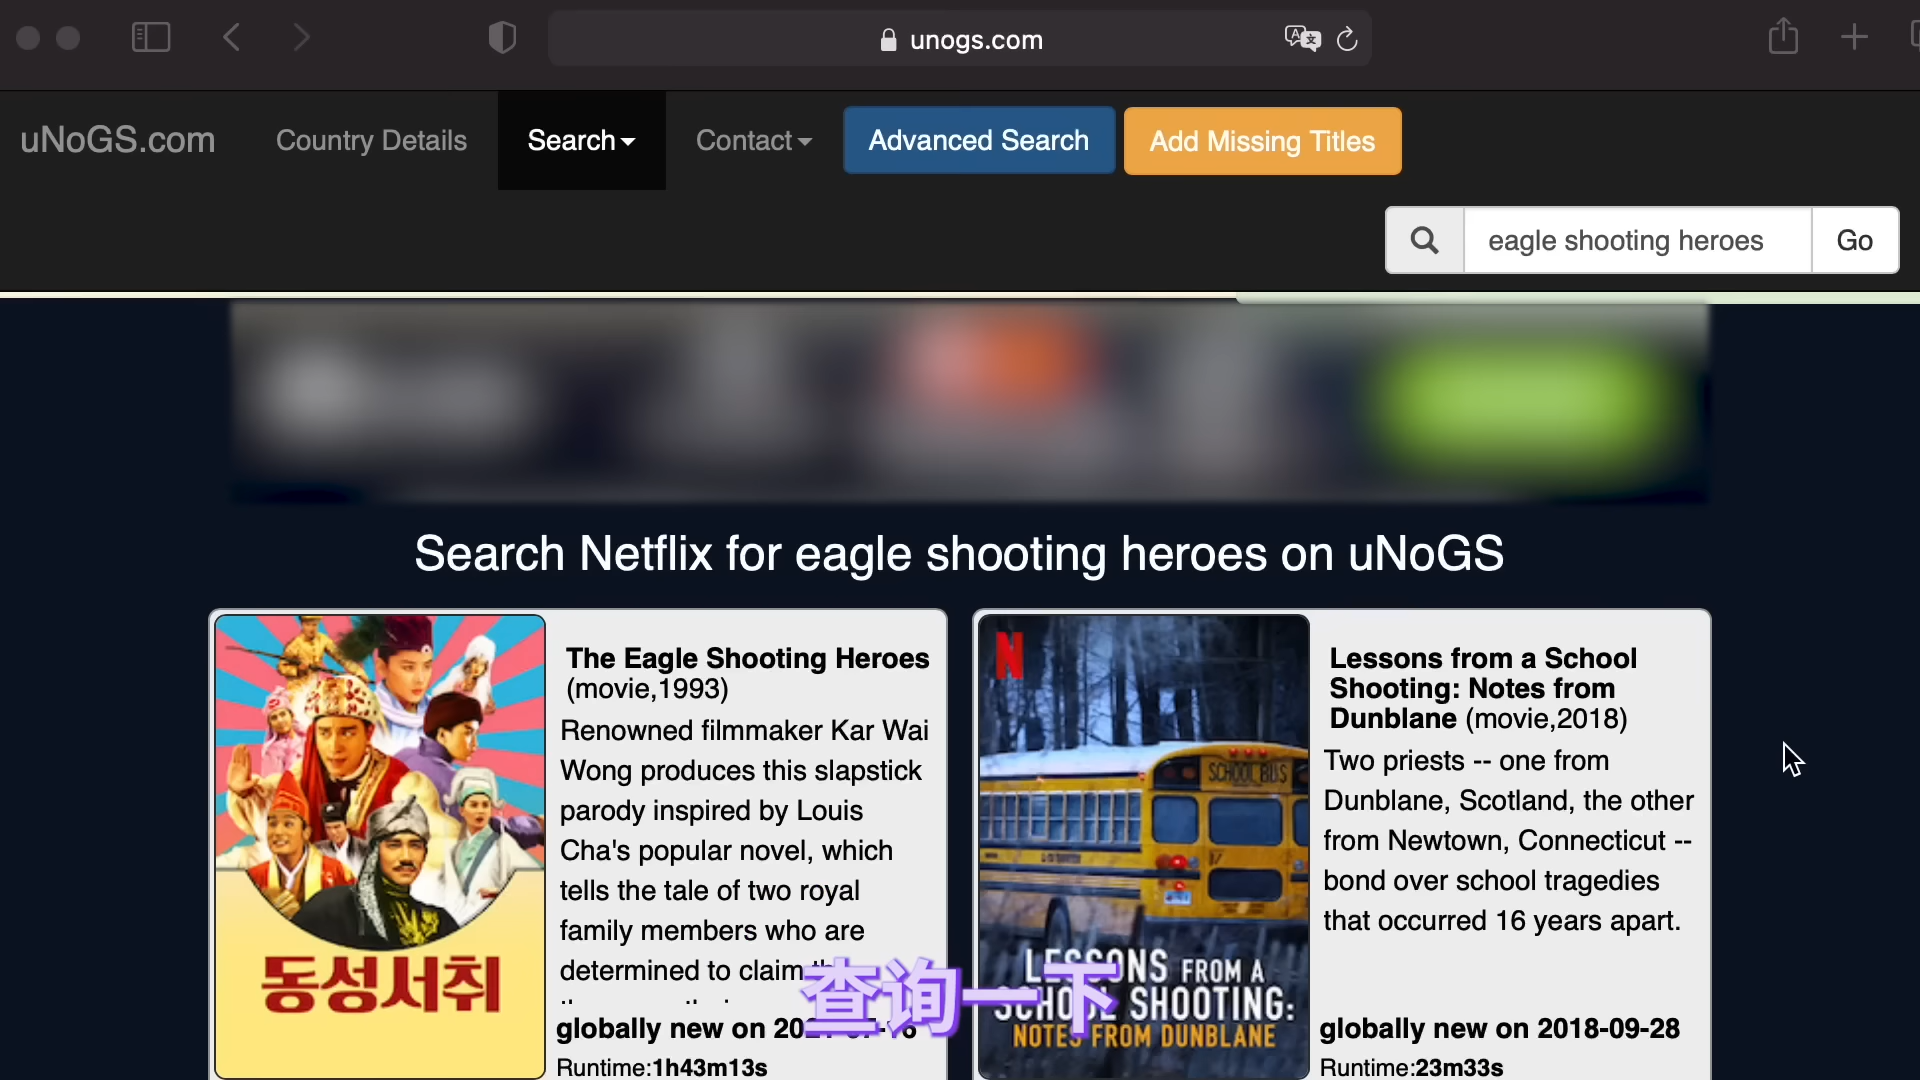 unogs.com
uNoGS.com
Country Details
Search
Contact
Advanced Search
Add Missing Titles
eagle shooting heroes
Go
Search Netflix for eagle shooting heroes on uNoGS
동성서취
The Eagle Shooting Heroes
(movie,1993)
Renowned filmmaker Kar Wai
Wong produces this slapstick
parody inspired by Louis
Cha's popular novel, which
tells the tale of two royal
family members who are
determined to claim
globally new on
Runtime:1h43m13s
N
SCHOOL BUS
LESSONS FROM A
SCHOOL SHOOTING:
NOTES FROM DUNBLANE
Lessons from a School
Shooting: Notes from
Dunblane (movie,2018)
Two priests -- one from
Dunblane, Scotland, the other
from Newtown, Connecticut --
bond over school tragedies
that occurred 16 years apart.
globally new on 2018-09-28
Runtime:23m33s
查询一下